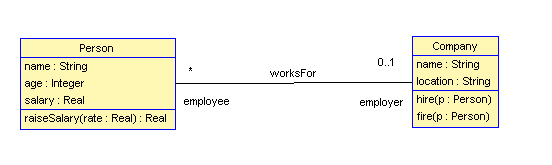 Person
name : String
age : Integer
salary : Real
raiseSalary(rate : Real) : Real
*
employee
worksFor
0..1
employer
Company
name : String
location : String
hire(p : Person)
fire(p : Person)